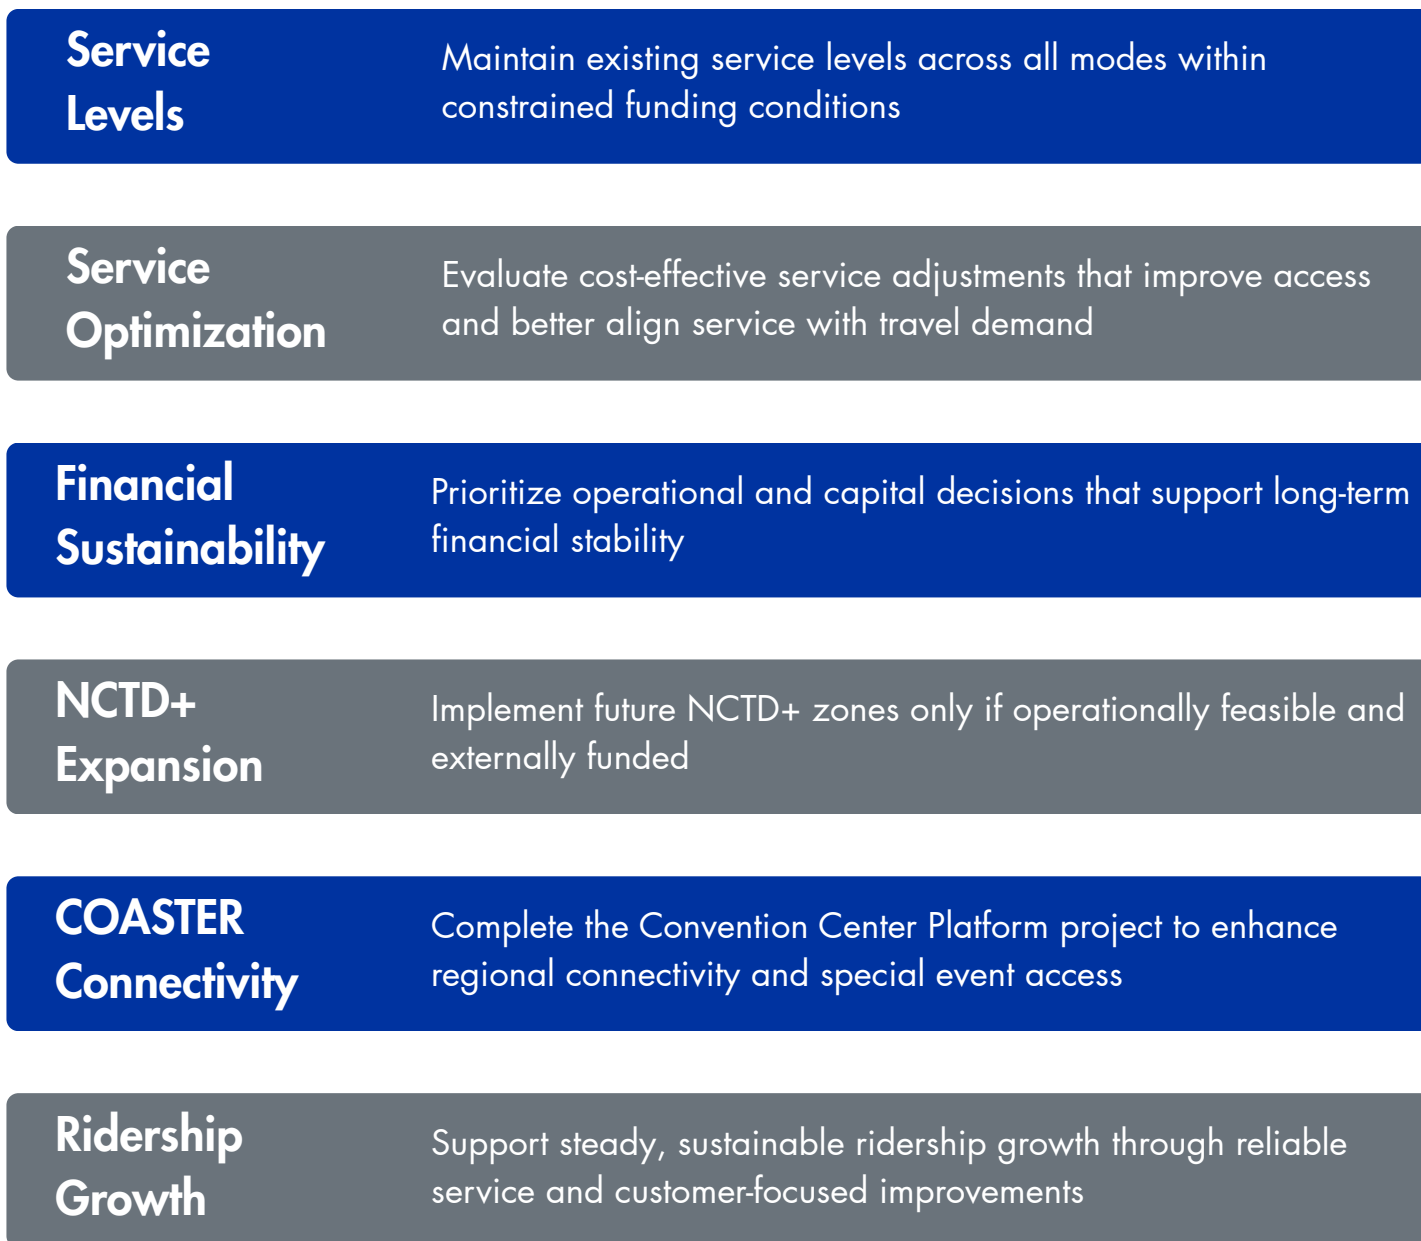 Service
Levels
Maintain existing service levels across all modes within
constrained funding conditions
Service
Optimization
Evaluate cost-effective service adjustments that improve access
and better align service with travel demand
Financial
Sustainability
Prioritize operational and capital decisions that support long-term
financial stability
NCTD+
Expansion
Implement future NCTD+ zones only if operationally feasible and
externally funded
COASTER
Connectivity
Complete the Convention Center Platform project to enhance
regional connectivity and special event access
Ridership
Growth
Support steady, sustainable ridership growth through reliable
service and customer-focused improvements